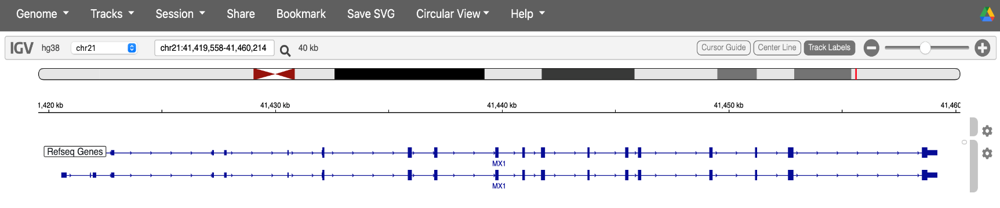 Genome Tracks Session Share Bookmark Save SVG Circular View Help
IGV hg38 chr21 chr21:41,419,558-41,460,214 40 kb Cursor Guide Center Line Track Labels
1,420 kb 41,430 kb 41,440 kb 41,450 kb 41,460
Refseq Genes
MX1
MX1